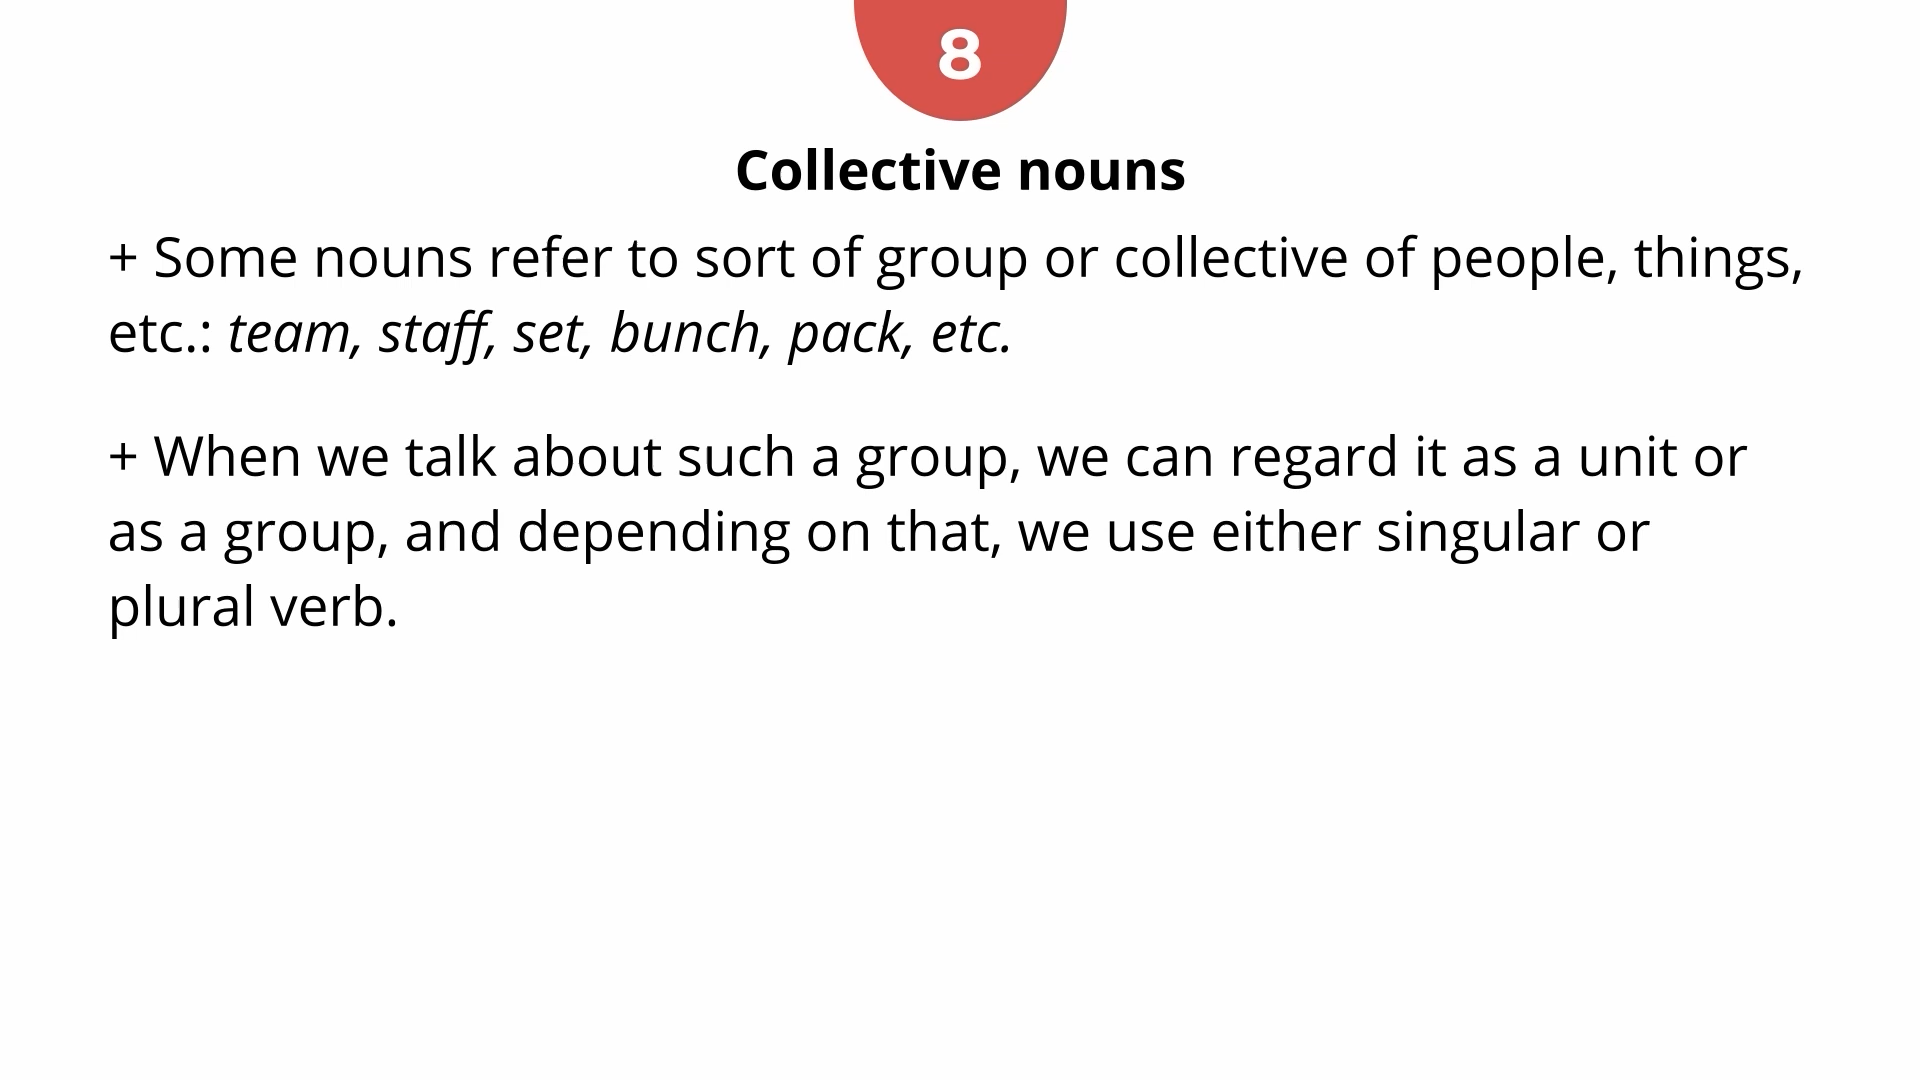 8
Collective nouns
+ Some nouns refer to sort of group or collective of people, things,
etc.: team, staff, set, bunch, pack, etc.
+ When we talk about such a group, we can regard it as a unit or
as a group, and depending on that, we use either singular or
plural verb.